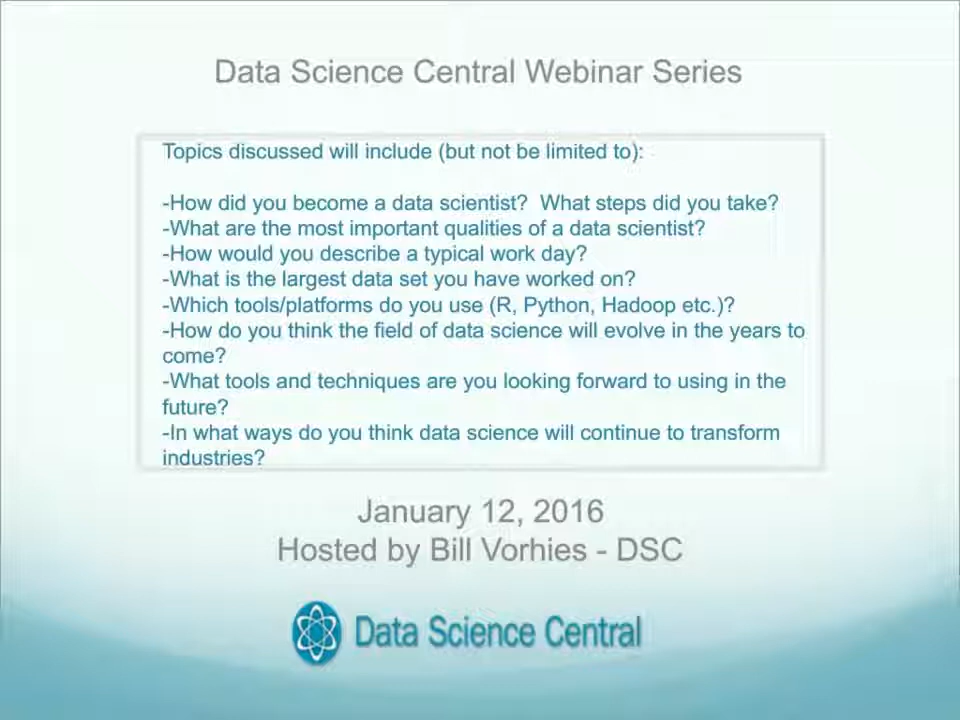 Data Science Central Webinar Series
Topics discussed will include (but not be limited to):
-How did you become a data scientist?  What steps did you take?
-What are the most important qualities of a data scientist?
-How would you describe a typical work day?
-What is the largest data set you have worked on?
-Which tools/platforms do you use (R, Python, Hadoop etc.)?
-How do you think the field of data science will evolve in the years to
come?
-What tools and techniques are you looking forward to using in the
future?
-In what ways do you think data science will continue to transform
industries?
January 12, 2016
Hosted by Bill Vorhies - DSC
Data Science Central